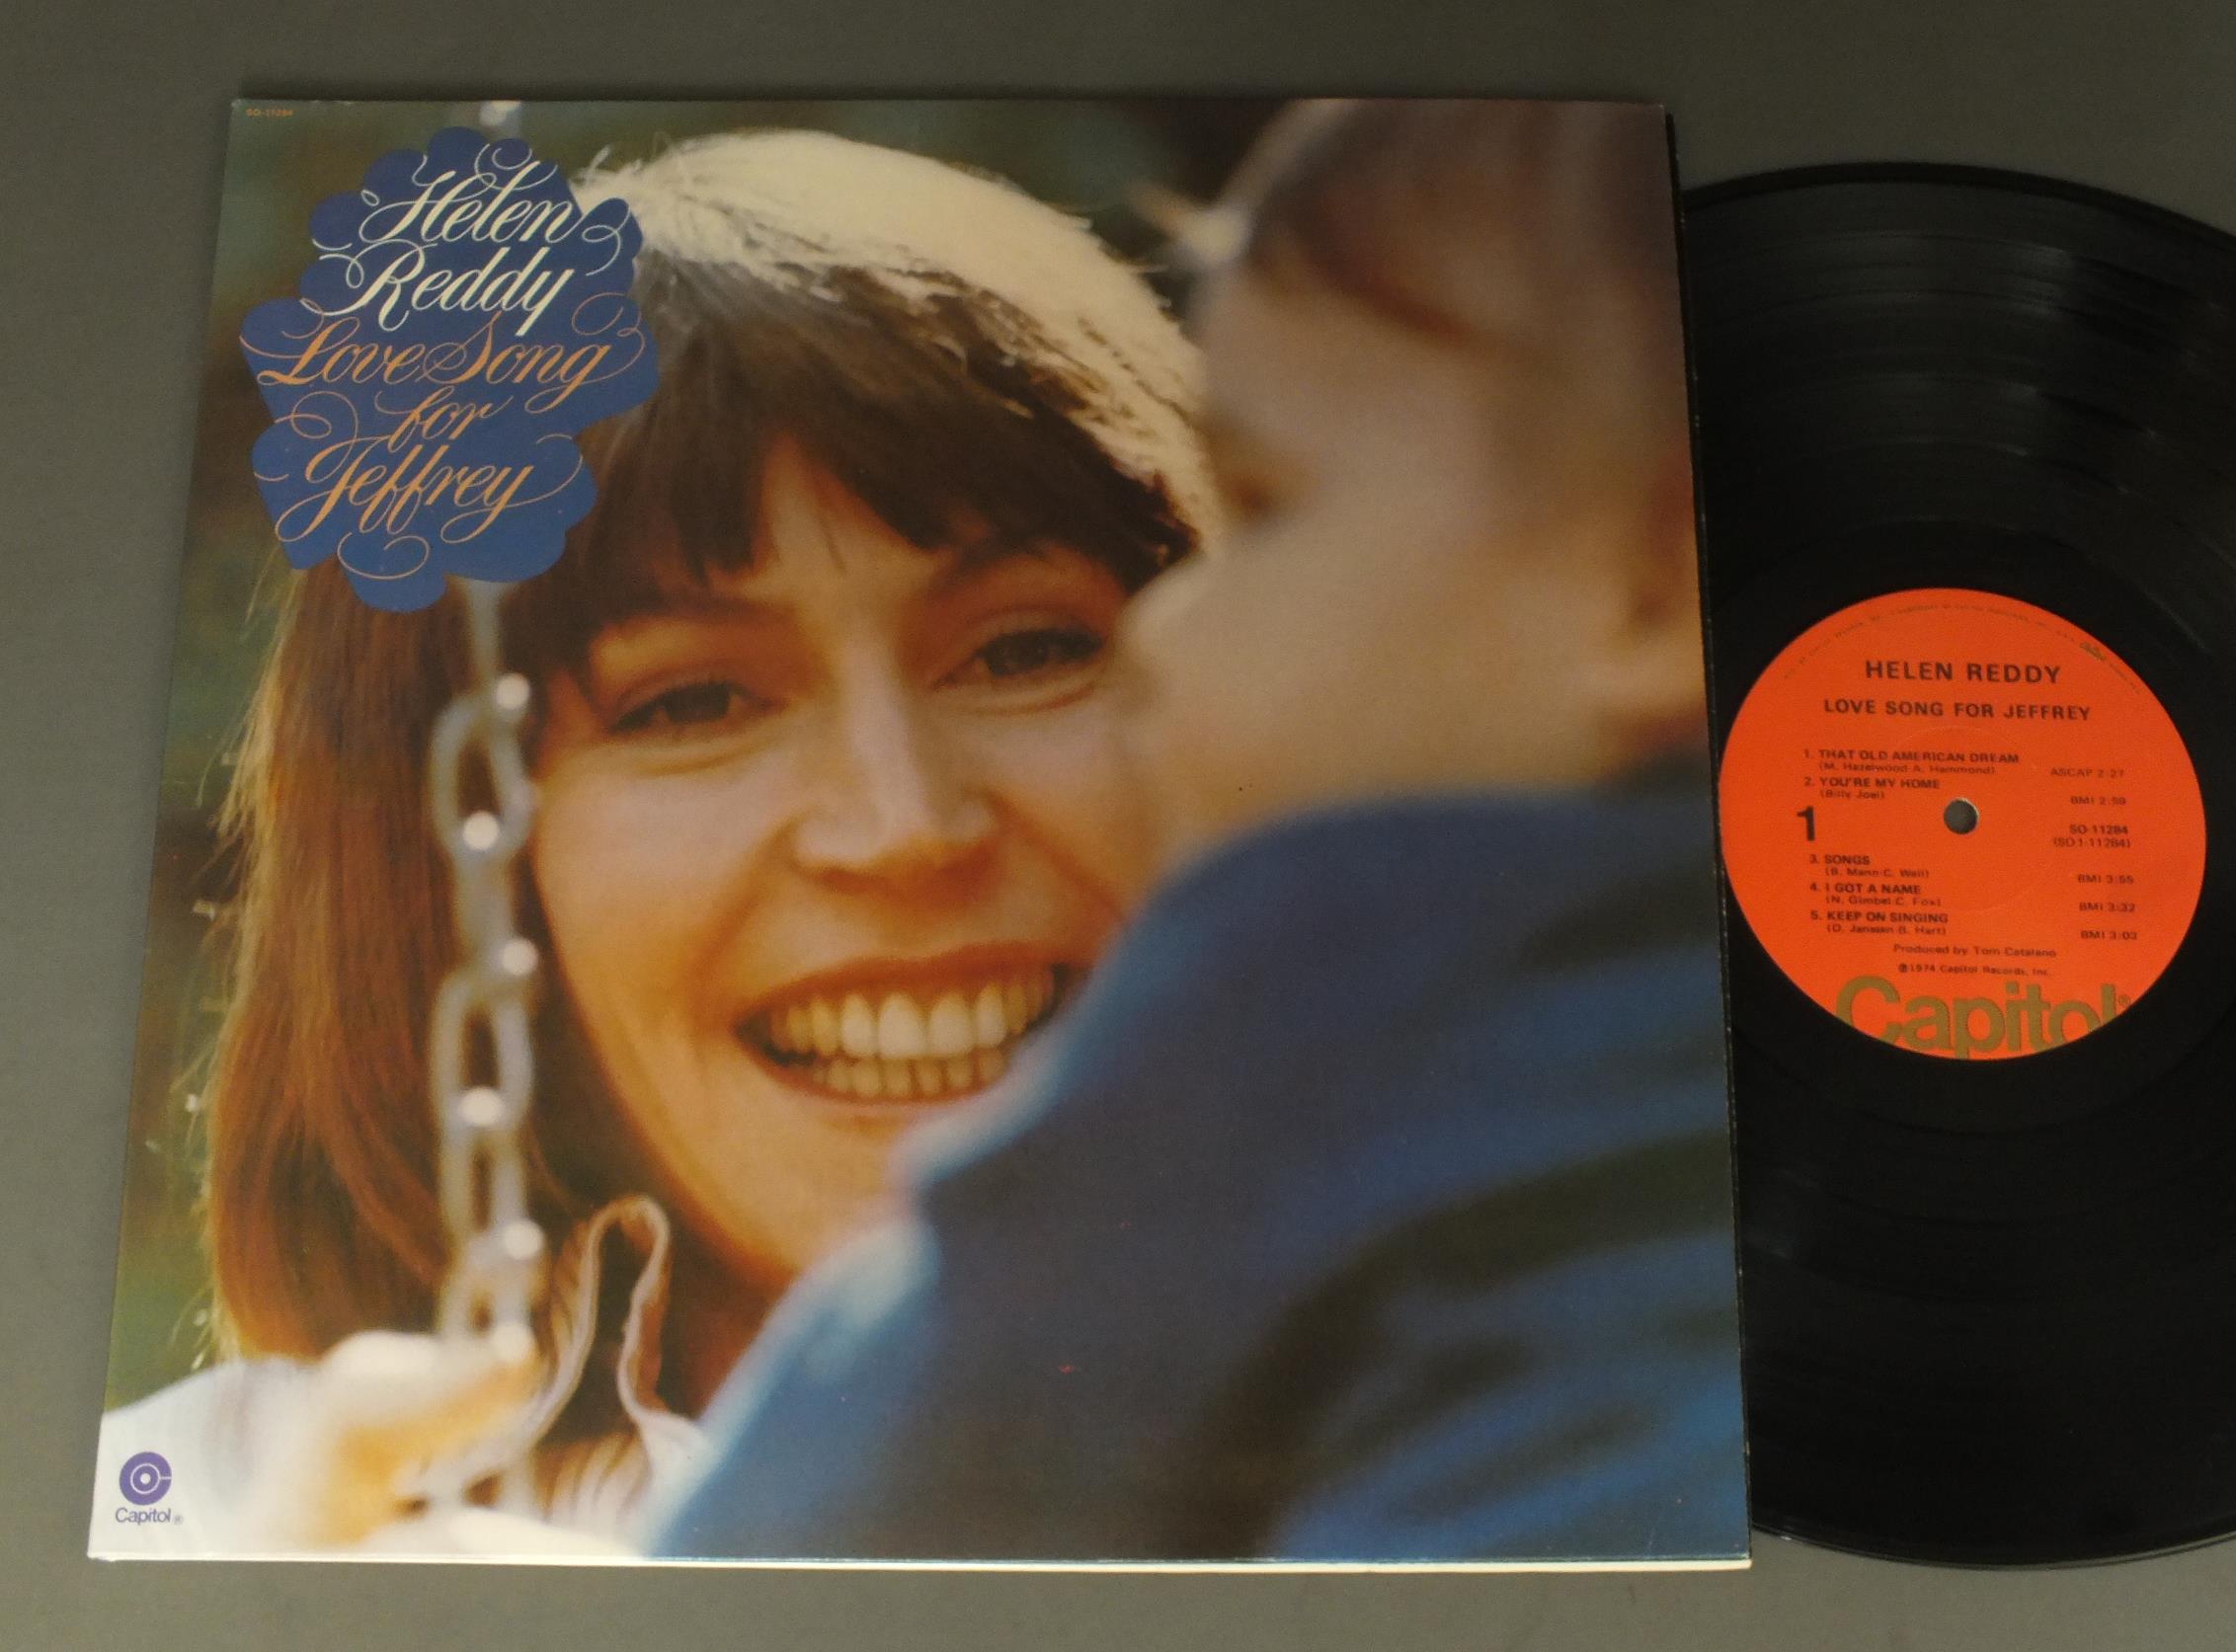 SO-11284
Helen
Reddy
Love Song
for
Jeffrey
Capitol®
HELEN REDDY
LOVE SONG FOR JEFFREY
1. THAT OLD AMERICAN DREAM
(M. Hazelwood-A. Hammond) ASCAP 2:27
2. YOU'RE MY HOME
(Billy Joel) BMI 2:59
1
SO-11284
(SO1-11284)
3. SONGS
(B. Mann-C. Weil) BMI 3:55
4. I GOT A NAME
(N. Gimbel-C. Fox) BMI 3:32
5. KEEP ON SINGING
(D. Janssen-B. Hart) BMI 3:03
Produced by Tom Catalano
℗1974 Capitol Records, Inc.
Capitol®